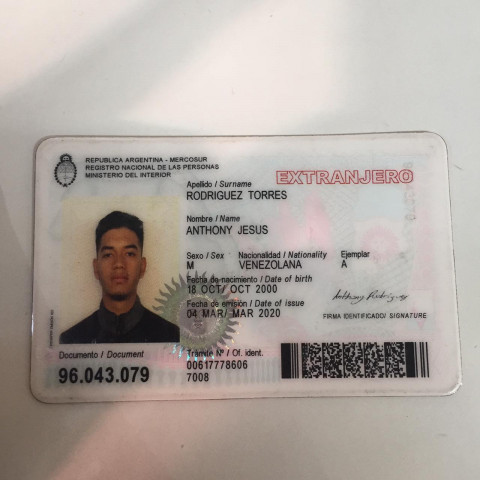 REPUBLICA ARGENTINA - MERCOSUR
REGISTRO NACIONAL DE LAS PERSONAS
MINISTERIO DEL INTERIOR
EXTRANJERO
Apellido / Surname
RODRIGUEZ TORRES
Nombre / Name
ANTHONY JESUS
Sexo / Sex Nacionalidad / Nationality Ejemplar
M VENEZOLANA A
Fecha de nacimiento / Date of birth
18 OCT/ OCT 2000
Fecha de emisión / Date of issue
04 MAR/ MAR 2020
Anthony Rodriguez
FIRMA IDENTIFICADO/ SIGNATURE
Documento / Document
96.043.079
Trámite N° / Of. ident.
00617778606
7008